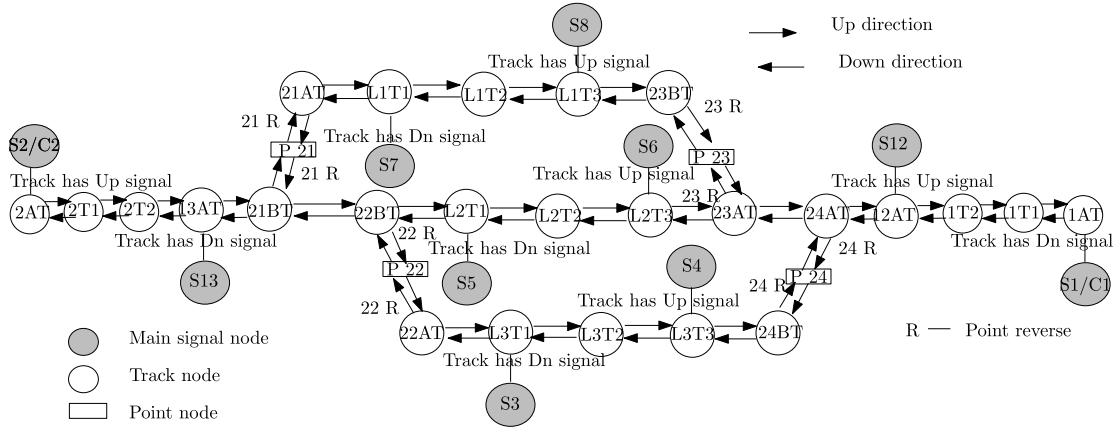 S8
Up direction
Track has Up signal
Down direction
21AT
L1T1
L1T2
L1T3
23BT
23 R
21 R
Track has Dn signal
S2/C2
P 21
S7
S6
P 23
S12
21 R
Track has Up signal
Track has Up signal
23 R
Track has Up signal
2AT
2T1
2T2
13AT
21BT
22BT
L2T1
L2T2
L2T3
23AT
24AT
12AT
1T2
1T1
1AT
22 R
Track has Dn signal
Track has Dn signal
24 R
Track has Dn signal
S13
P 22
S5
S4
P 24
S1/C1
24 R
Track has Up signal
22 R
22AT
L3T1
L3T2
L3T3
24BT
R — Point reverse
Main signal node
Track has Dn signal
Track node
S3
Point node